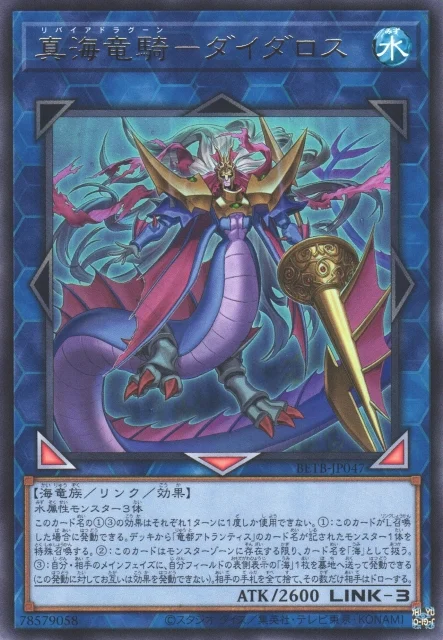 リバイアドラグーン
真海竜騎－ダイダロス
水
BE1B-JP047
【海竜族／リンク／効果】
水属性モンスター3体
このカード名の①③の効果はそれぞれ1ターンに1度しか使用できない。①：このカードがL召喚
した場合に発動できる。デッキから「竜都アトランティス」のカード名が記されたモンスター1体を
特殊召喚する。②：このカードはモンスターゾーンに存在する限り、カード名を「海」として扱う。
③：自分・相手のメインフェイズに、自分フィールドの表側表示の「海」1枚を墓地へ送って発動できる
（この発動に対してお互いは効果を発動できない）。相手の手札を全て捨て、その数だけ相手はドローする。
ATK/2600 LINK-3
78579058
©スタジオ・ダイス／集英社・テレビ東京・KONAMI